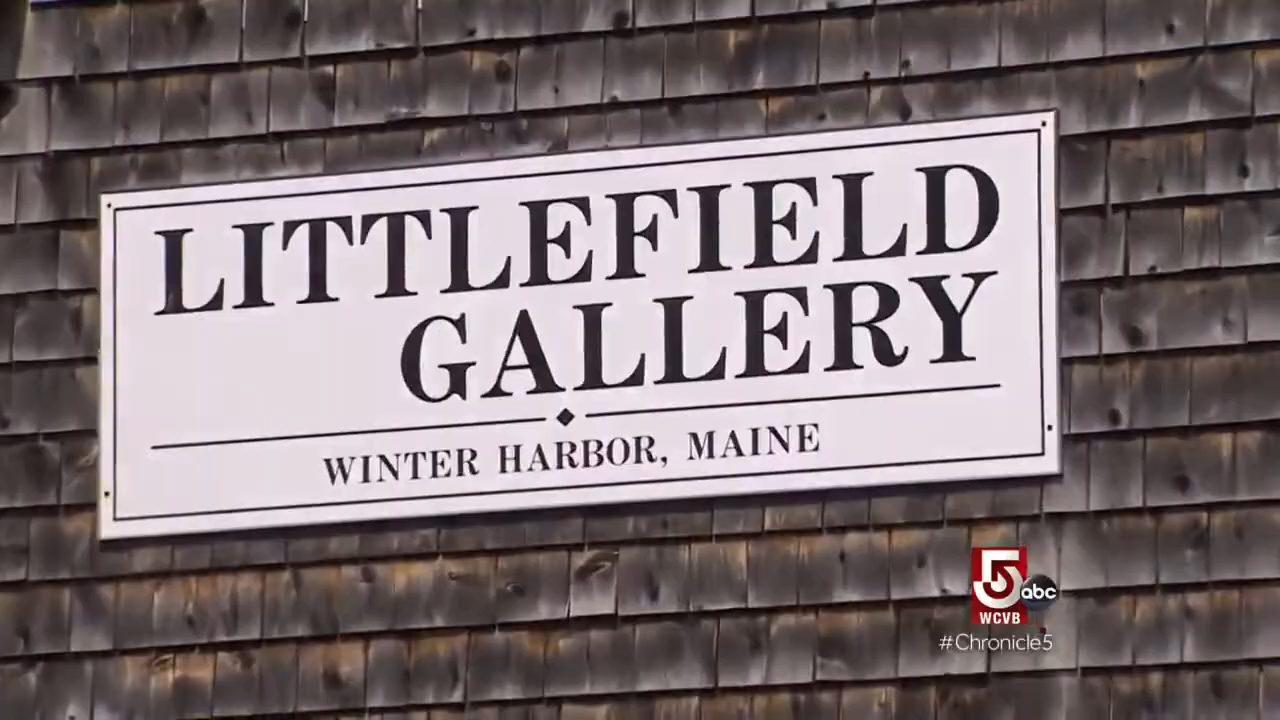 LITTLEFIELD
GALLERY
WINTER HARBOR, MAINE
5
abc
WCVB
#Chronicle5